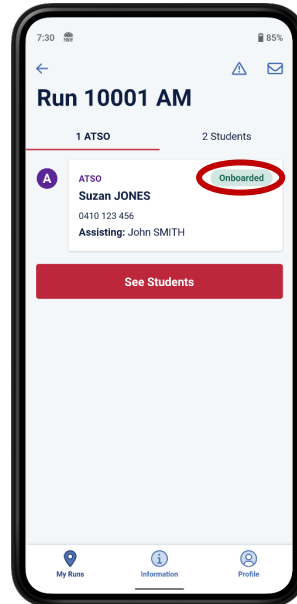 7:30
85%
Run 10001 AM
1 ATSO
2 Students
A
ATSO
Onboarded
Suzan JONES
0410 123 456
Assisting: John SMITH
See Students
My Runs
Information
Profile